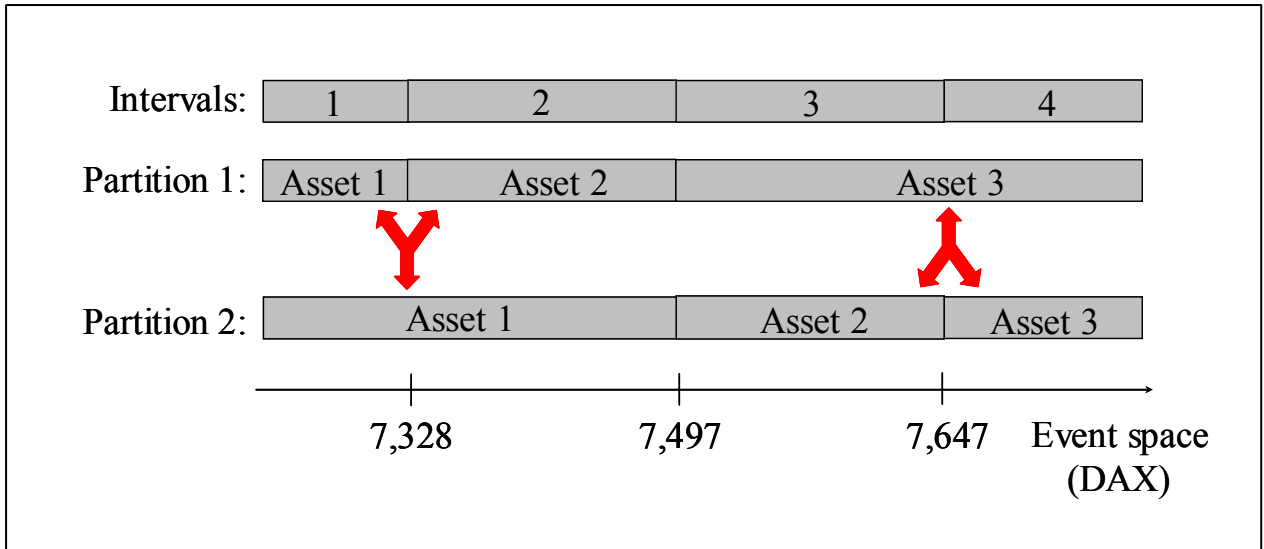 Intervals: 1 2 3 4
Partition 1: Asset 1 Asset 2 Asset 3
Partition 2: Asset 1 Asset 2 Asset 3
7,328 7,497 7,647 Event space
(DAX)